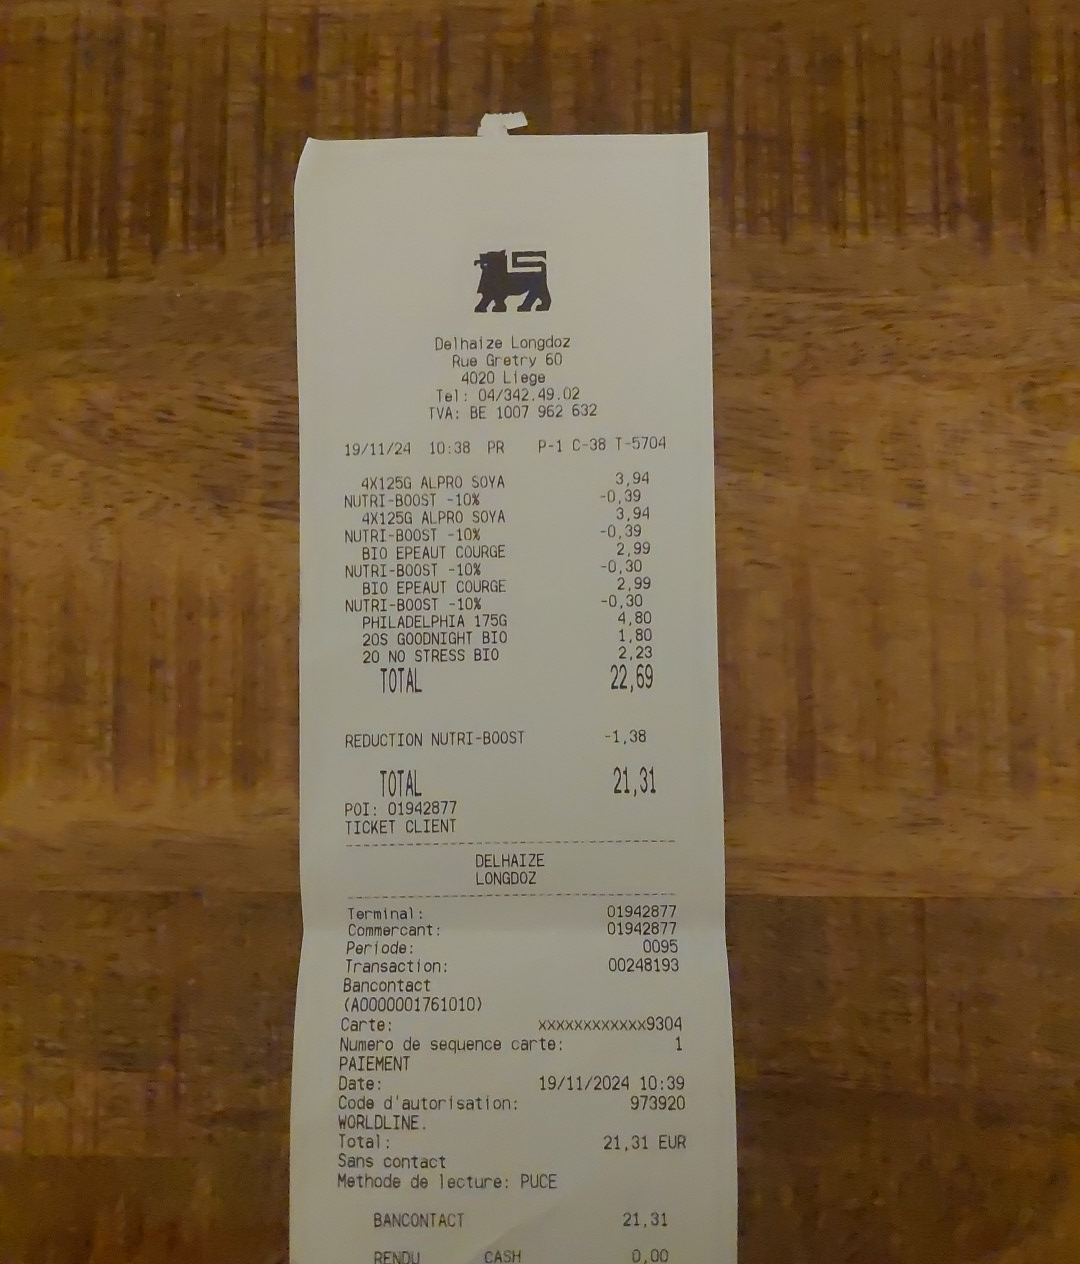 Delhaize Longdoz
Rue Gretry 60
4020 Liege
Tel: 04/342.49.02
TVA: BE 1007 962 632
19/11/24 10:38 PR P-1 C-38 T-5704
4X125G ALPRO SOYA 3,94
NUTRI-BOOST -10% -0,39
4X125G ALPRO SOYA 3,94
NUTRI-BOOST -10% -0,39
BIO EPEAUT COURGE 2,99
NUTRI-BOOST -10% -0,30
BIO EPEAUT COURGE 2,99
NUTRI-BOOST -10% -0,30
PHILADELPHIA 175G 4,80
20S GOODNIGHT BIO 1,80
20 NO STRESS BIO 2,23
TOTAL 22,69
REDUCTION NUTRI-BOOST -1,38
TOTAL 21,31
POI: 01942877
TICKET CLIENT
DELHAIZE
LONGDOZ
Terminal: 01942877
Commercant: 01942877
Periode: 0095
Transaction: 00248193
Bancontact
(A0000001761010)
Carte: xxxxxxxxxxxxx9304
Numero de sequence carte: 1
PAIEMENT
Date: 19/11/2024 10:39
Code d'autorisation: 973920
WORLDLINE.
Total: 21,31 EUR
Sans contact
Methode de lecture: PUCE
BANCONTACT 21,31
RENDU CASH 0,00